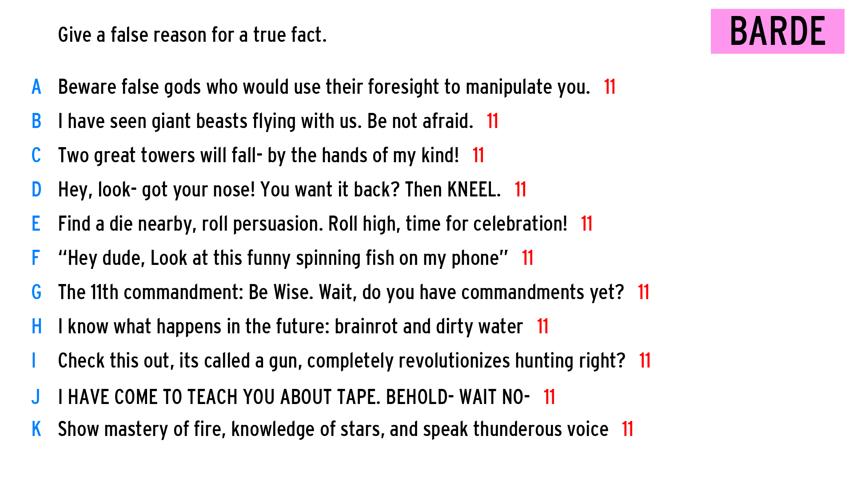 Give a false reason for a true fact.
BARDE
A Beware false gods who would use their foresight to manipulate you. 11
B I have seen giant beasts flying with us. Be not afraid. 11
C Two great towers will fall- by the hands of my kind! 11
D Hey, look- got your nose! You want it back? Then KNEEL. 11
E Find a die nearby, roll persuasion. Roll high, time for celebration! 11
F “Hey dude, Look at this funny spinning fish on my phone” 11
G The 11th commandment: Be Wise. Wait, do you have commandments yet? 11
H I know what happens in the future: brainrot and dirty water 11
I Check this out, its called a gun, completely revolutionizes hunting right? 11
J I HAVE COME TO TEACH YOU ABOUT TAPE. BEHOLD- WAIT NO- 11
K Show mastery of fire, knowledge of stars, and speak thunderous voice 11